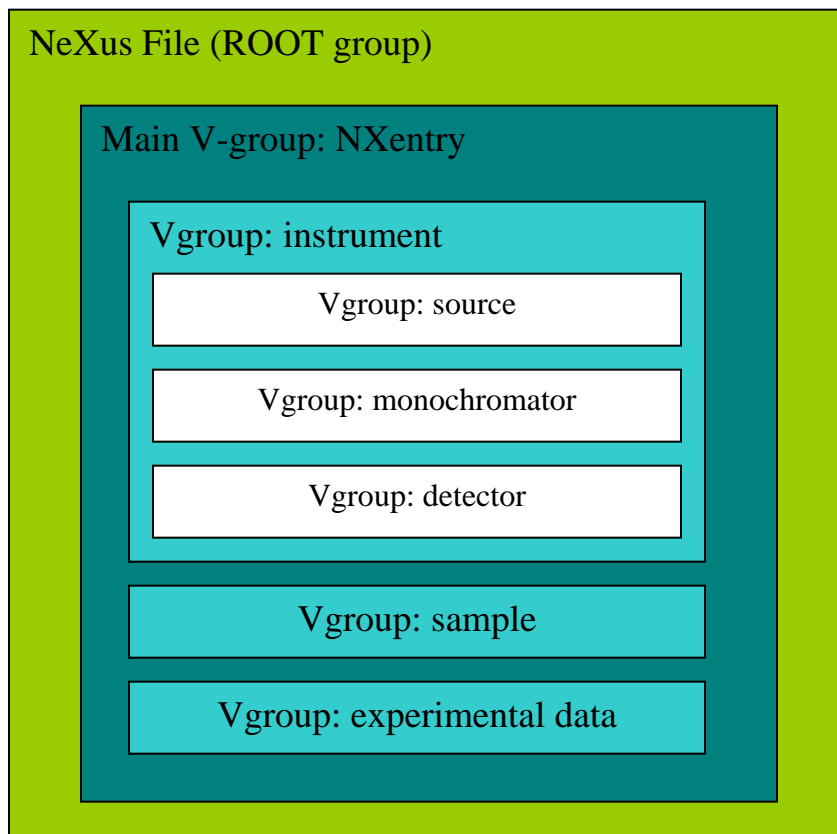 NeXus File (ROOT group)
Main V-group: NXentry
Vgroup: instrument
Vgroup: source
Vgroup: monochromator
Vgroup: detector
Vgroup: sample
Vgroup: experimental data